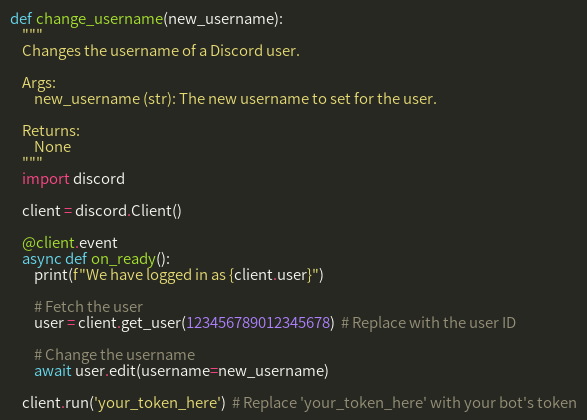 def change_username(new_username):
    """
    Changes the username of a Discord user.

    Args:
        new_username (str): The new username to set for the user.

    Returns:
        None
    """
    import discord

    client = discord.Client()

    @client.event
    async def on_ready():
        print(f"We have logged in as {client.user}")

        # Fetch the user
        user = client.get_user(123456789012345678)  # Replace with the user ID

        # Change the username
        await user.edit(username=new_username)

    client.run('your_token_here')  # Replace 'your_token_here' with your bot's token